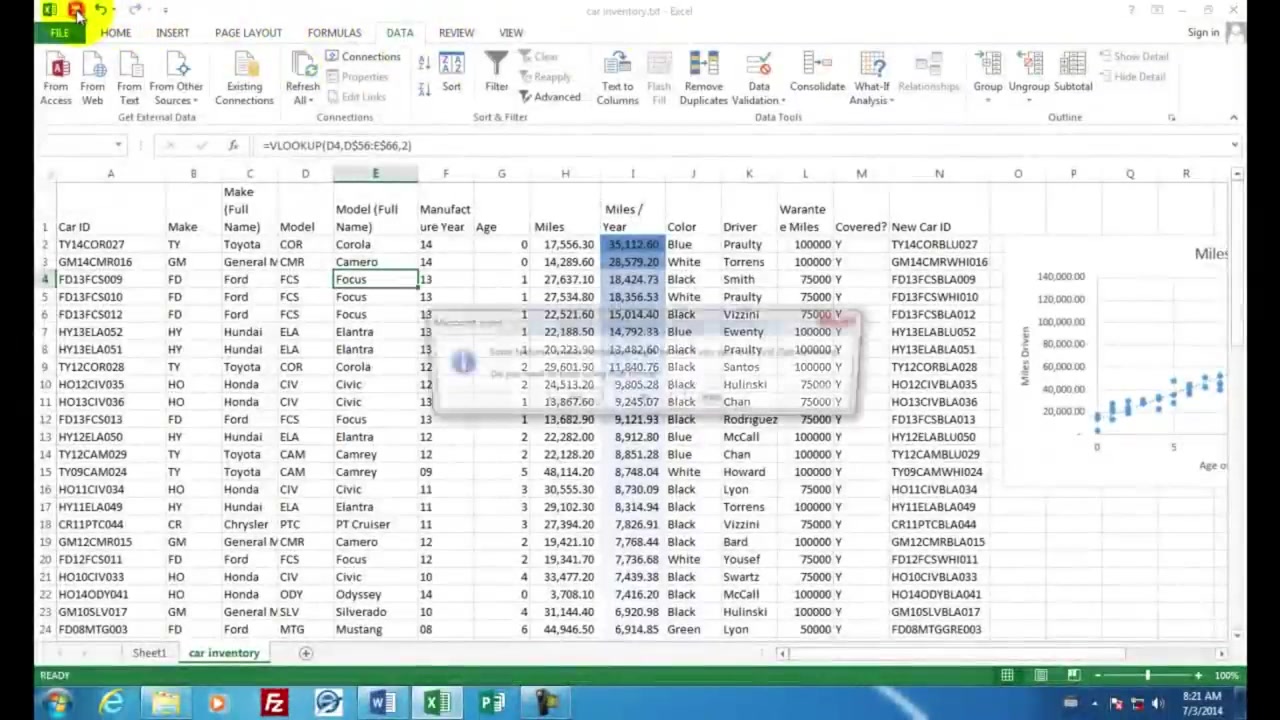 car inventory.txt - Excel
FILE HOME INSERT PAGE LAYOUT FORMULAS DATA REVIEW VIEW Sign in
From Access From Web From Text From Other Sources Existing Connections Refresh All Connections Properties Edit Links Sort Filter Clear Reapply Advanced Text to Columns Flash Fill Remove Duplicates Data Validation Consolidate What-If Analysis Relationships Group Ungroup Subtotal Show Detail Hide Detail
Get External Data Connections Sort & Filter Data Tools Outline
=VLOOKUP(D4,D$56:E$66,2)
A B C D E F G H I J K L M N O P Q R
1 Car ID Make Make (Full Name) Model Model (Full Name) Manufact ure Year Age Miles Miles / Year Color Driver Warante e Miles Covered? New Car ID
2 TY14COR027 TY Toyota COR Corola 14 0 17,556.30 35,112.60 Blue Praulty 100000 Y TY14CORBLU027
3 GM14CMR016 GM General M CMR Camero 14 0 14,289.60 28,579.20 White Torrens 100000 Y GM14CMRWHI016
4 FD13FCS009 FD Ford FCS Focus 13 1 27,637.10 18,424.73 Black Smith 75000 Y FD13FCSBLA009
5 FD13FCS010 FD Ford FCS Focus 13 1 27,534.80 18,356.53 White Praulty 75000 Y FD13FCSWHI010
6 FD13FCS012 FD Ford FCS Focus 13 1 22,521.60 15,014.40 Black Vizzini 75000 Y FD13FCSBLA012
7 HY13ELA052 HY Hundai ELA Elantra 13 1 22,188.50 14,792.33 Blue Ewenty 100000 Y HY13ELABLU052
8 HY13ELA051 HY Hundai ELA Elantra 13 1 20,223.90 13,482.60 Black Praulty 100000 Y HY13ELABLA051
9 TY12COR028 TY Toyota COR Corola 12 2 29,601.90 11,840.76 Black Santos 100000 Y TY12CORBLA028
10 HO12CIV035 HO Honda CIV Civic 12 2 24,513.20 9,805.28 Black Hulinski 75000 Y HO12CIVBLA035
11 HO13CIV036 HO Honda CIV Civic 13 1 13,867.60 9,245.07 Black Chan 75000 Y HO13CIVBLA036
12 FD13FCS013 FD Ford FCS Focus 13 1 13,682.90 9,121.93 Black Rodriguez 75000 Y FD13FCSBLA013
13 HY12ELA050 HY Hundai ELA Elantra 12 2 22,282.00 8,912.80 Blue McCall 100000 Y HY12ELABLU050
14 TY12CAM029 TY Toyota CAM Camrey 12 2 22,128.20 8,851.28 Blue Chan 100000 Y TY12CAMBLU029
15 TY09CAM024 TY Toyota CAM Camrey 09 5 48,114.20 8,748.04 White Howard 100000 Y TY09CAMWHI024
16 HO11CIV034 HO Honda CIV Civic 11 3 30,555.30 8,730.09 Black Lyon 75000 Y HO11CIVBLA034
17 HY11ELA049 HY Hundai ELA Elantra 11 3 29,102.30 8,314.94 Black Torrens 100000 Y HY11ELABLA049
18 CR11PTC044 CR Chrysler PTC PT Cruiser 11 3 27,394.20 7,826.91 Black Vizzini 75000 Y CR11PTCBLA044
19 GM12CMR015 GM General M CMR Camero 12 2 19,421.10 7,768.44 Black Bard 100000 Y GM12CMRBLA015
20 FD12FCS011 FD Ford FCS Focus 12 2 19,341.70 7,736.68 White Yousef 75000 Y FD12FCSWHI011
21 HO10CIV033 HO Honda CIV Civic 10 4 33,477.20 7,439.38 Black Swartz 75000 Y HO10CIVBLA033
22 HO14ODY041 HO Honda ODY Odyssey 14 0 3,708.10 7,416.20 Black Hulinski 100000 Y HO14ODYBLA041
23 GM10SLV017 GM General M SLV Silverado 10 4 31,144.40 6,920.98 Black Hulinski 100000 Y GM10SLVBLA017
24 FD08MTG003 FD Ford MTG Mustang 08 6 44,946.50 6,914.85 Green Lyon 50000 Y FD08MTGGRE003
Miles
140,000.00
120,000.00
100,000.00
80,000.00
60,000.00
40,000.00
20,000.00
-
Miles Driven
0 5
Age o
Sheet1 car inventory
READY 100%
8:21 AM
7/3/2014